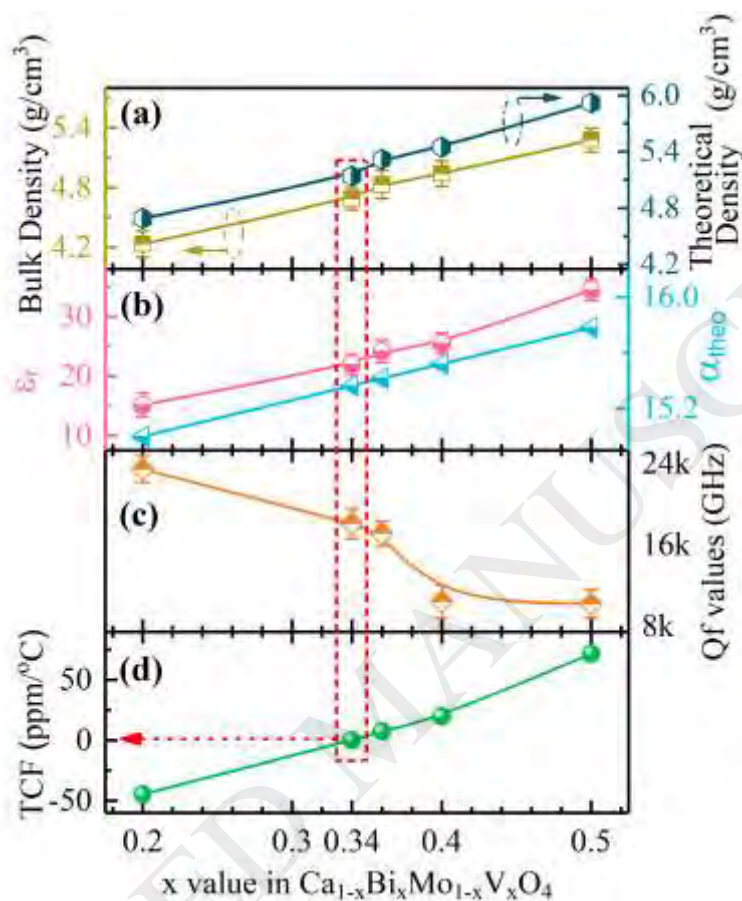 Bulk Density (g/cm³)
5.4
4.8
4.2
(a)
6.0
5.4
4.8
4.2
Theoretical
Density (g/cm³)
εr
30
20
10
(b)
16.0
15.2
αtheo
(c)
24k
16k
8k
Qf values (GHz)
TCF (ppm/°C)
50
0
-50
(d)
0.2 0.3 0.34 0.4 0.5
x value in Ca₁₋ₓBiₓMo₁₋ₓVₓO₄
ED MANUSC